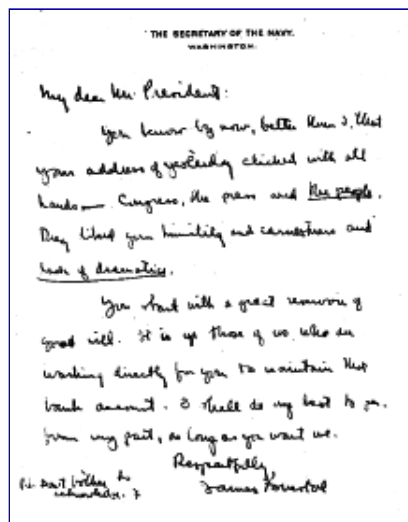 THE SECRETARY OF THE NAVY.
WASHINGTON.
My dear Mr. President:
You know by now, better than I, that
your address of yesterday clicked with all
hands — Congress, the press and the people.
They liked your humility and earnestness and
lack of dramatics.
You start with a great reservoir of
good will. It is up those of us who are
working directly for you to maintain that
bank account. I shall do my best to do,
from my part, as long as you want me.
Respectfully,
James Forrestal
P.S. Don't bother to
acknowledge. F